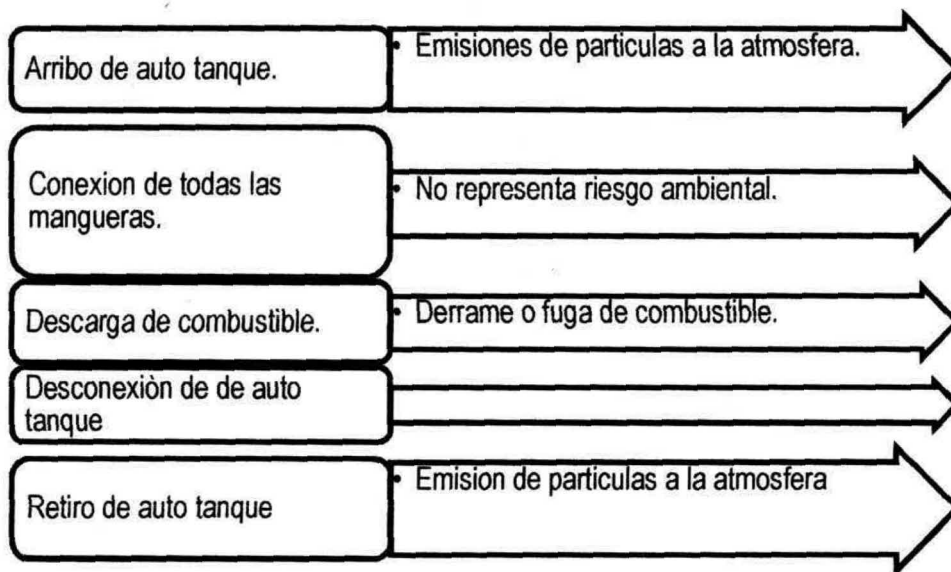 Arribo de auto tanque.
• Emisiones de particulas a la atmosfera.
Conexion de todas las
mangueras.
• No representa riesgo ambiental.
Descarga de combustible.
• Derrame o fuga de combustible.
Desconexiòn de de auto
tanque
Retiro de auto tanque
• Emision de particulas a la atmosfera